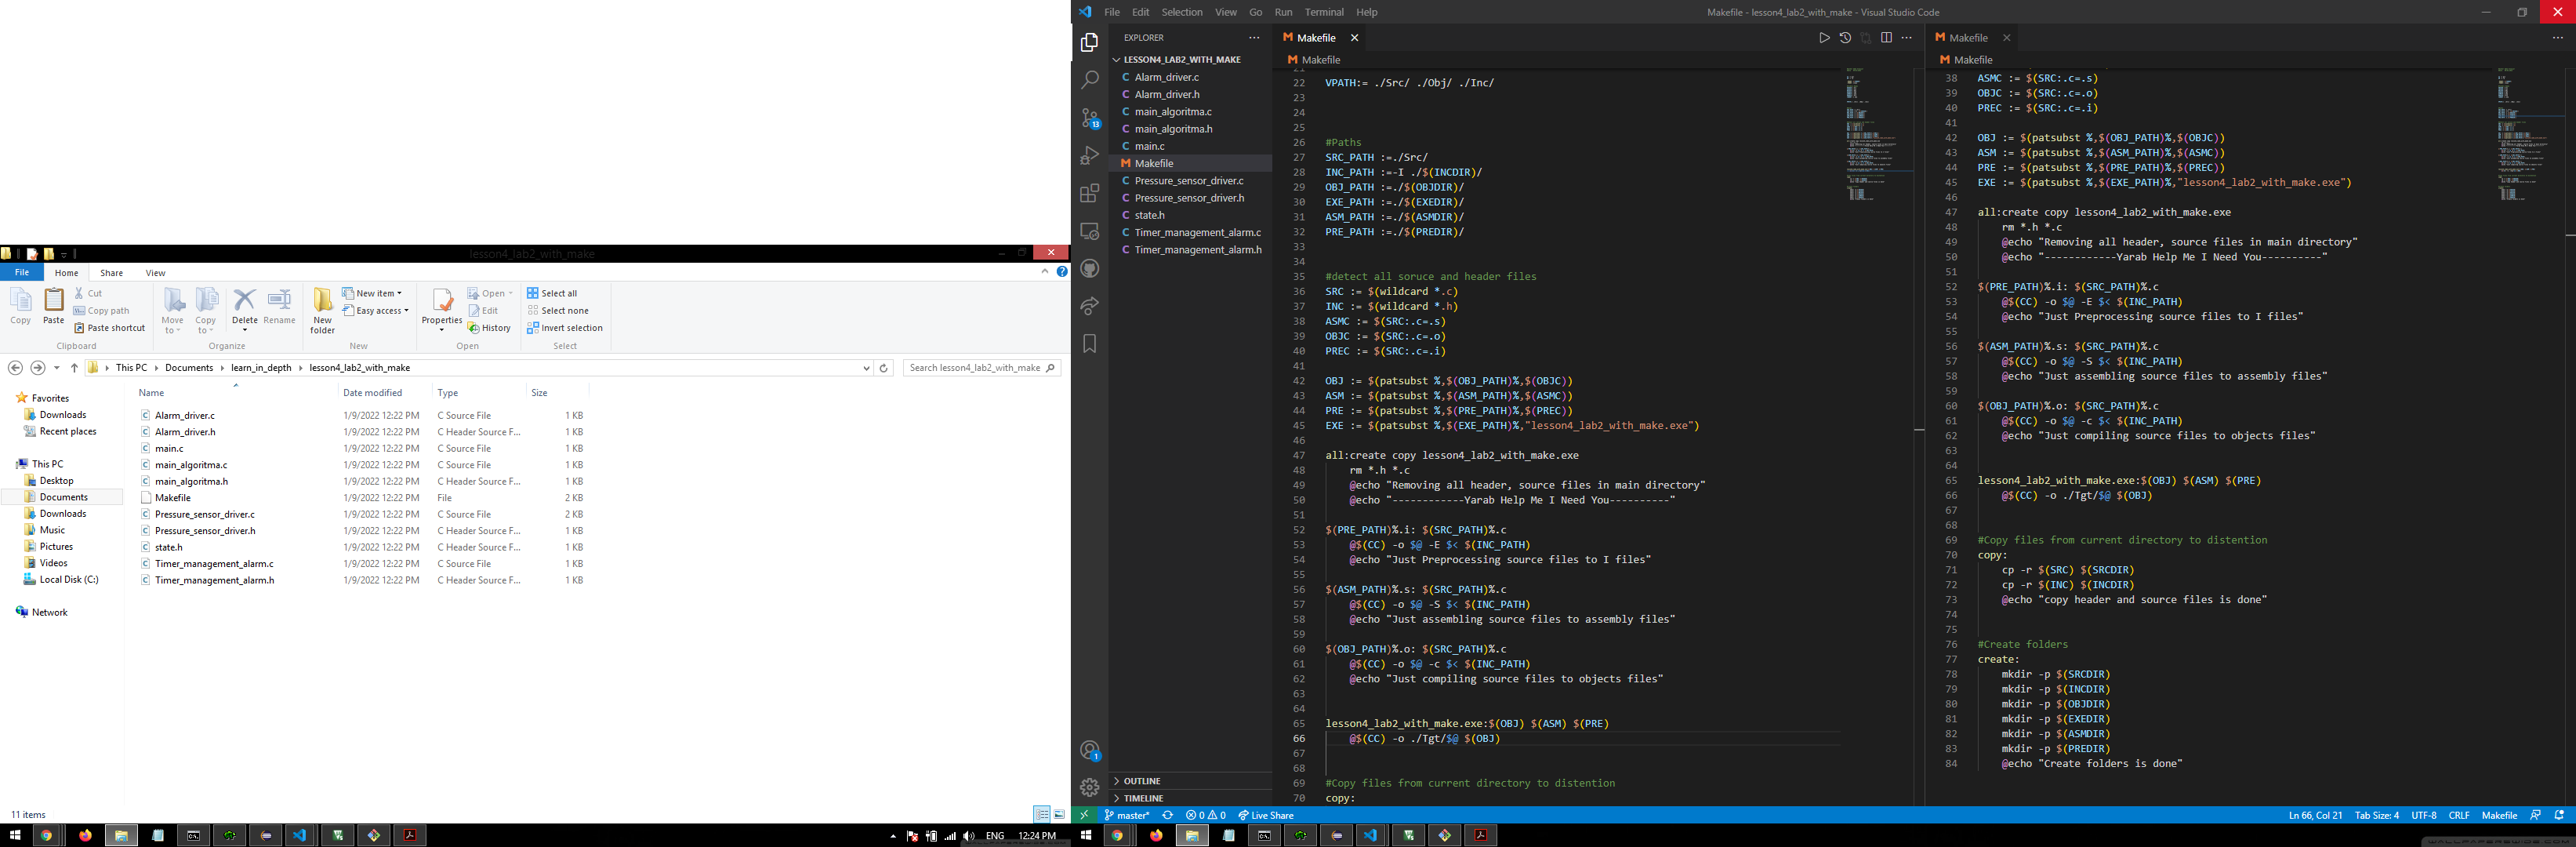 lesson4_lab2_with_make
File Home Share View
Copy
Paste
Cut
Copy path
Paste shortcut
Clipboard
Move to
Copy to
Delete
Rename
Organize
New folder
New item
Easy access
New
Properties
Open
Edit
History
Open
Select all
Select none
Invert selection
Select
This PC Documents learn_in_depth lesson4_lab2_with_make
Search lesson4_lab2_with_make
Favorites
Downloads
Recent places
This PC
Desktop
Documents
Downloads
Music
Pictures
Videos
Local Disk (C:)
Network
Name Date modified Type Size
Alarm_driver.c 1/9/2022 12:22 PM C Source File 1 KB
Alarm_driver.h 1/9/2022 12:22 PM C Header Source F... 1 KB
main.c 1/9/2022 12:22 PM C Source File 1 KB
main_algoritma.c 1/9/2022 12:22 PM C Source File 1 KB
main_algoritma.h 1/9/2022 12:22 PM C Header Source F... 1 KB
Makefile 1/9/2022 12:22 PM File 2 KB
Pressure_sensor_driver.c 1/9/2022 12:22 PM C Source File 2 KB
Pressure_sensor_driver.h 1/9/2022 12:22 PM C Header Source F... 1 KB
state.h 1/9/2022 12:22 PM C Header Source F... 1 KB
Timer_management_alarm.c 1/9/2022 12:22 PM C Source File 1 KB
Timer_management_alarm.h 1/9/2022 12:22 PM C Header Source F... 1 KB
11 items
ENG 12:24 PM
File Edit Selection View Go Run Terminal Help
Makefile - lesson4_lab2_with_make - Visual Studio Code
EXPLORER
LESSON4_LAB2_WITH_MAKE
C Alarm_driver.c
C Alarm_driver.h
C main_algoritma.c
C main_algoritma.h
C main.c
M Makefile
C Pressure_sensor_driver.c
C Pressure_sensor_driver.h
C state.h
C Timer_management_alarm.c
C Timer_management_alarm.h
13
1
OUTLINE
TIMELINE
M Makefile
M Makefile
21
22 VPATH:= ./Src/ ./Obj/ ./Inc/
23
24
25
26 #Paths
27 SRC_PATH :=./Src/
28 INC_PATH :=-I ./$(INCDIR)/
29 OBJ_PATH :=./$(OBJDIR)/
30 EXE_PATH :=./$(EXEDIR)/
31 ASM_PATH :=./$(ASMDIR)/
32 PRE_PATH :=./$(PREDIR)/
33
34
35 #detect all soruce and header files
36 SRC := $(wildcard *.c)
37 INC := $(wildcard *.h)
38 ASMC := $(SRC:.c=.s)
39 OBJC := $(SRC:.c=.o)
40 PREC := $(SRC:.c=.i)
41
42 OBJ := $(patsubst %,$(OBJ_PATH)%,$(OBJC))
43 ASM := $(patsubst %,$(ASM_PATH)%,$(ASMC))
44 PRE := $(patsubst %,$(PRE_PATH)%,$(PREC))
45 EXE := $(patsubst %,$(EXE_PATH)%,"lesson4_lab2_with_make.exe")
46
47 all:create copy lesson4_lab2_with_make.exe
48 rm *.h *.c
49 @echo "Removing all header, source files in main directory"
50 @echo "------------Yarab Help Me I Need You----------"
51
52 $(PRE_PATH)%.i: $(SRC_PATH)%.c
53 @$(CC) -o $@ -E $< $(INC_PATH)
54 @echo "Just Preprocessing source files to I files"
55
56 $(ASM_PATH)%.s: $(SRC_PATH)%.c
57 @$(CC) -o $@ -S $< $(INC_PATH)
58 @echo "Just assembling source files to assembly files"
59
60 $(OBJ_PATH)%.o: $(SRC_PATH)%.c
61 @$(CC) -o $@ -c $< $(INC_PATH)
62 @echo "Just compiling source files to objects files"
63
64
65 lesson4_lab2_with_make.exe:$(OBJ) $(ASM) $(PRE)
66 @$(CC) -o ./Tgt/$@ $(OBJ)
67
68
69 #Copy files from current directory to distention
70 copy:
M Makefile
M Makefile
38 ASMC := $(SRC:.c=.s)
39 OBJC := $(SRC:.c=.o)
40 PREC := $(SRC:.c=.i)
41
42 OBJ := $(patsubst %,$(OBJ_PATH)%,$(OBJC))
43 ASM := $(patsubst %,$(ASM_PATH)%,$(ASMC))
44 PRE := $(patsubst %,$(PRE_PATH)%,$(PREC))
45 EXE := $(patsubst %,$(EXE_PATH)%,"lesson4_lab2_with_make.exe")
46
47 all:create copy lesson4_lab2_with_make.exe
48 rm *.h *.c
49 @echo "Removing all header, source files in main directory"
50 @echo "------------Yarab Help Me I Need You----------"
51
52 $(PRE_PATH)%.i: $(SRC_PATH)%.c
53 @$(CC) -o $@ -E $< $(INC_PATH)
54 @echo "Just Preprocessing source files to I files"
55
56 $(ASM_PATH)%.s: $(SRC_PATH)%.c
57 @$(CC) -o $@ -S $< $(INC_PATH)
58 @echo "Just assembling source files to assembly files"
59
60 $(OBJ_PATH)%.o: $(SRC_PATH)%.c
61 @$(CC) -o $@ -c $< $(INC_PATH)
62 @echo "Just compiling source files to objects files"
63
64
65 lesson4_lab2_with_make.exe:$(OBJ) $(ASM) $(PRE)
66 @$(CC) -o ./Tgt/$@ $(OBJ)
67
68
69 #Copy files from current directory to distention
70 copy:
71 cp -r $(SRC) $(SRCDIR)
72 cp -r $(INC) $(INCDIR)
73 @echo "copy header and source files is done"
74
75
76 #Create folders
77 create:
78 mkdir -p $(SRCDIR)
79 mkdir -p $(INCDIR)
80 mkdir -p $(OBJDIR)
81 mkdir -p $(EXEDIR)
82 mkdir -p $(ASMDIR)
83 mkdir -p $(PREDIR)
84 @echo "Create folders is done"
master* 0 0 Live Share
Ln 66, Col 21 Tab Size: 4 UTF-8 CRLF Makefile